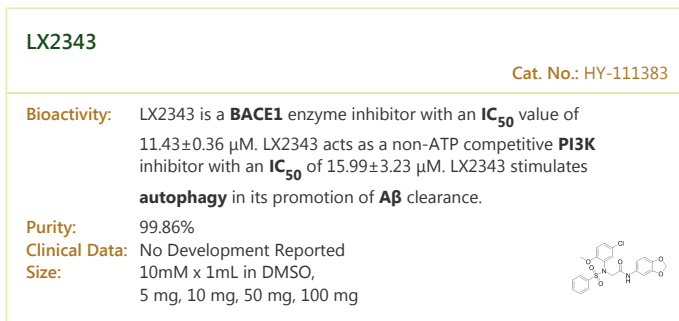 LX2343
Cat. No.: HY-111383
Bioactivity: LX2343 is a BACE1 enzyme inhibitor with an IC50 value of
11.43±0.36 μM. LX2343 acts as a non-ATP competitive PI3K
inhibitor with an IC50 of 15.99±3.23 μM. LX2343 stimulates
autophagy in its promotion of Aβ clearance.
Purity: 99.86%
Clinical Data: No Development Reported
Size: 10mM x 1mL in DMSO,
5 mg, 10 mg, 50 mg, 100 mg
Cl
O
O
S
O
N
O
N
H
O
O